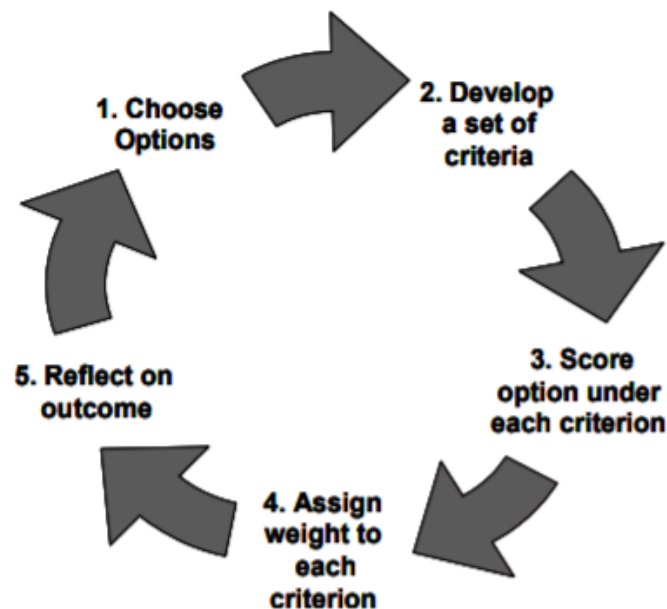 1. Choose
Options
2. Develop
a set of
criteria
3. Score
option under
each criterion
4. Assign
weight to
each
criterion
5. Reflect on
outcome